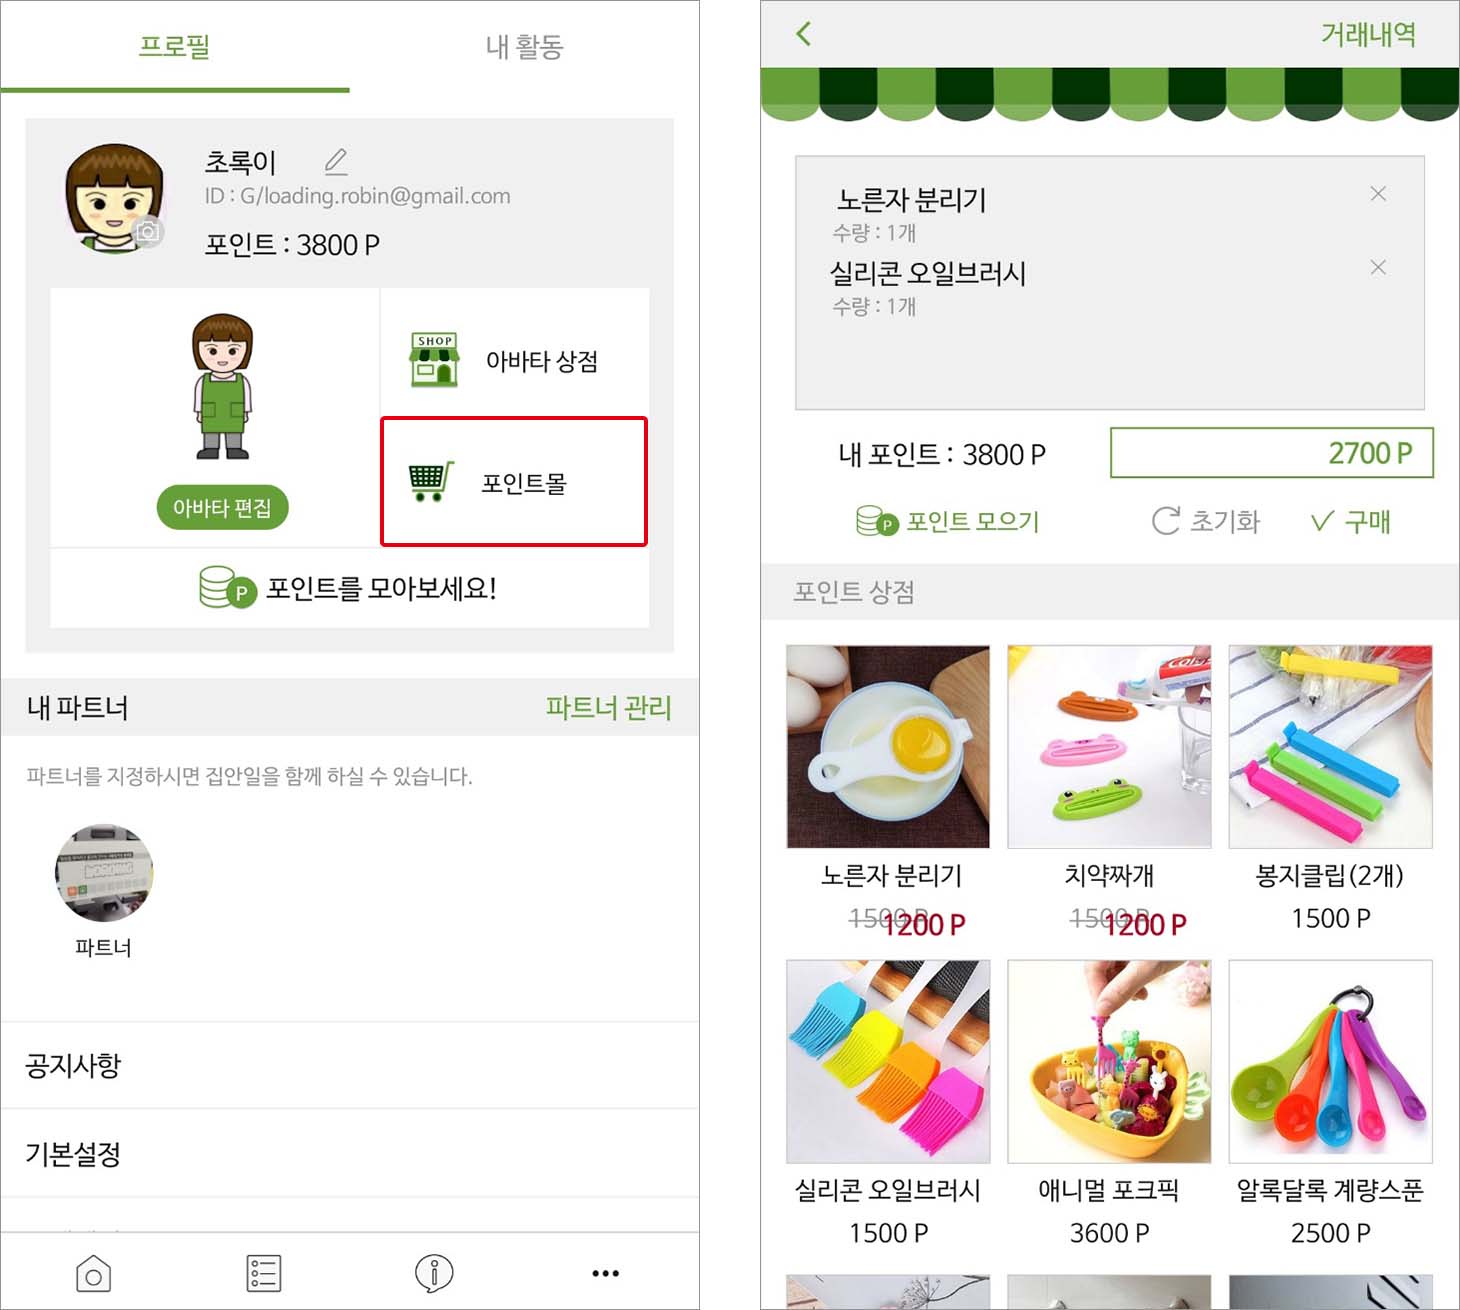 프로필
내 활동
초록이
ID : G/loading.robin@gmail.com
포인트 : 3800 P
SHOP
아바타 상점
포인트몰
아바타 편집
P 포인트를 모아보세요!
내 파트너
파트너 관리
파트너를 지정하시면 집안일을 함께 하실 수 있습니다.
파트너
공지사항
기본설정
거래내역
노른자 분리기
수량 : 1개
실리콘 오일브러시
수량 : 1개
내 포인트 : 3800 P
2700 P
P 포인트 모으기
초기화
구매
포인트 상점
노른자 분리기
1500 P 1200 P
치약짜개
1500 P 1200 P
봉지클립(2개)
1500 P
실리콘 오일브러시
1500 P
애니멀 포크픽
3600 P
알록달록 계량스푼
2500 P